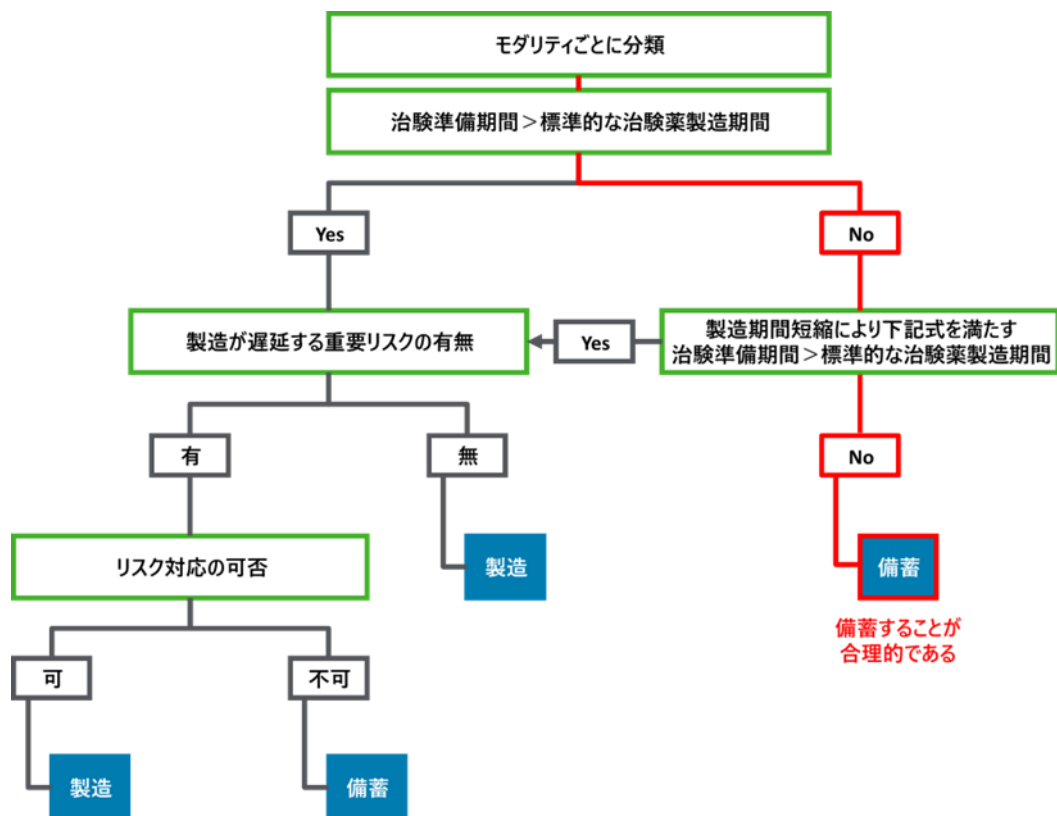 モダリティごとに分類
治験準備期間＞標準的な治験薬製造期間
Yes
No
製造が遅延する重要リスクの有無
Yes
製造期間短縮により下記式を満たす
治験準備期間＞標準的な治験薬製造期間
有
無
No
リスク対応の可否
製造
備蓄
備蓄することが
合理的である
可
不可
製造
備蓄